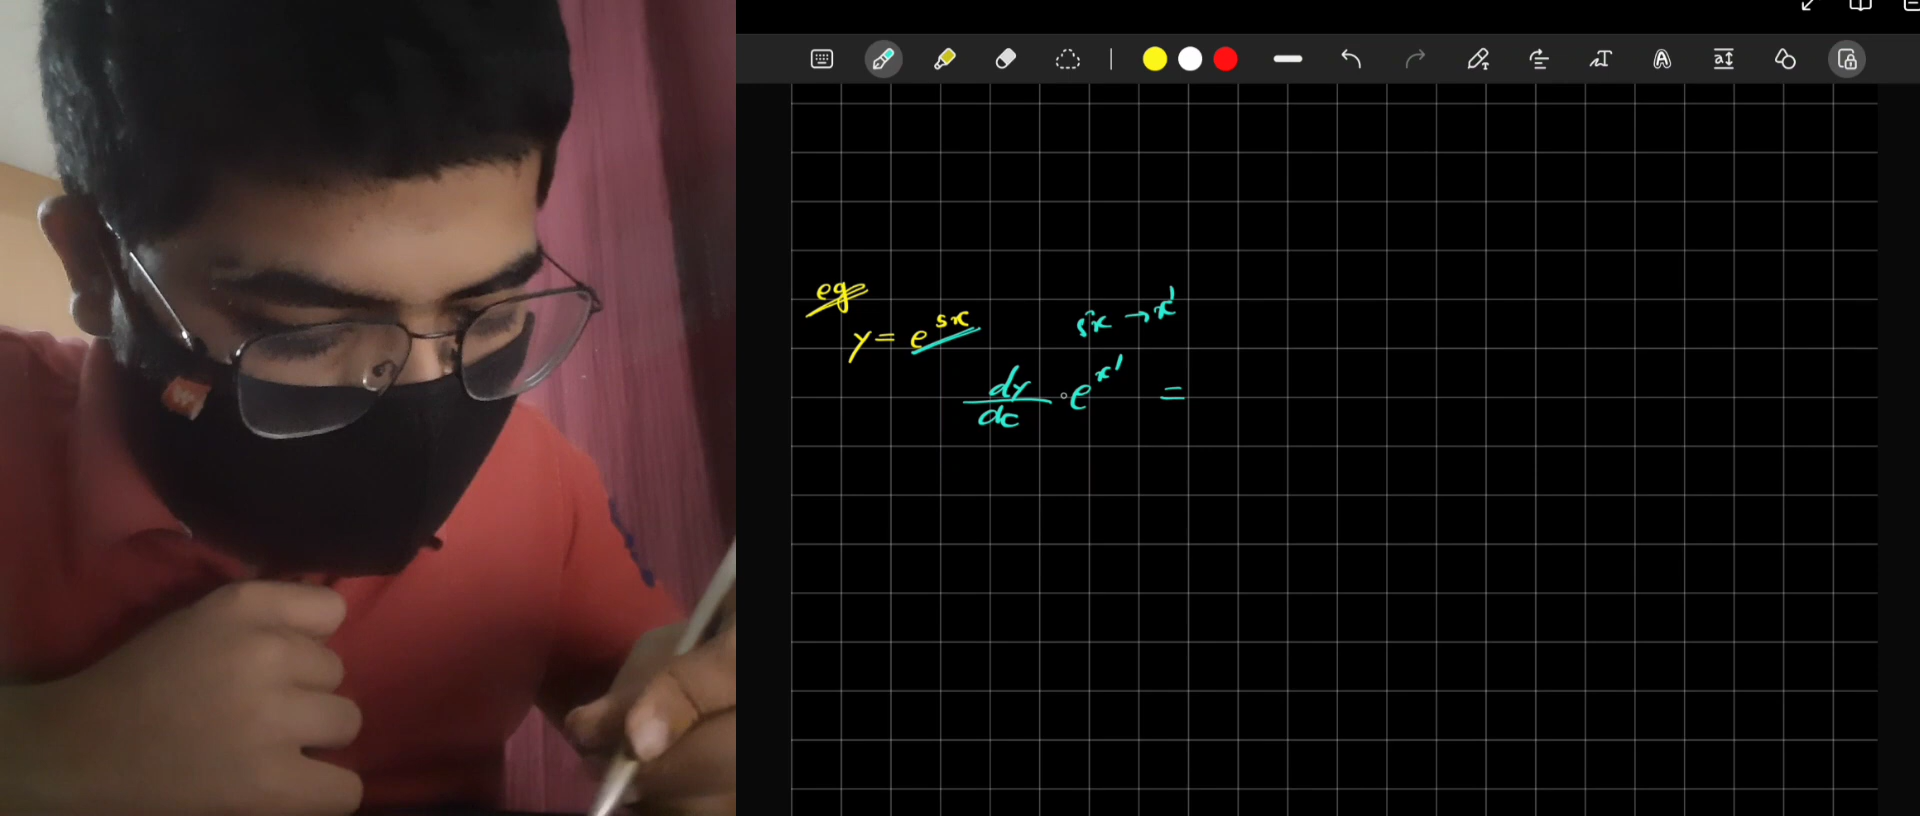 eg
y = e^5x    5x → x'
dy/dx · e^x' =